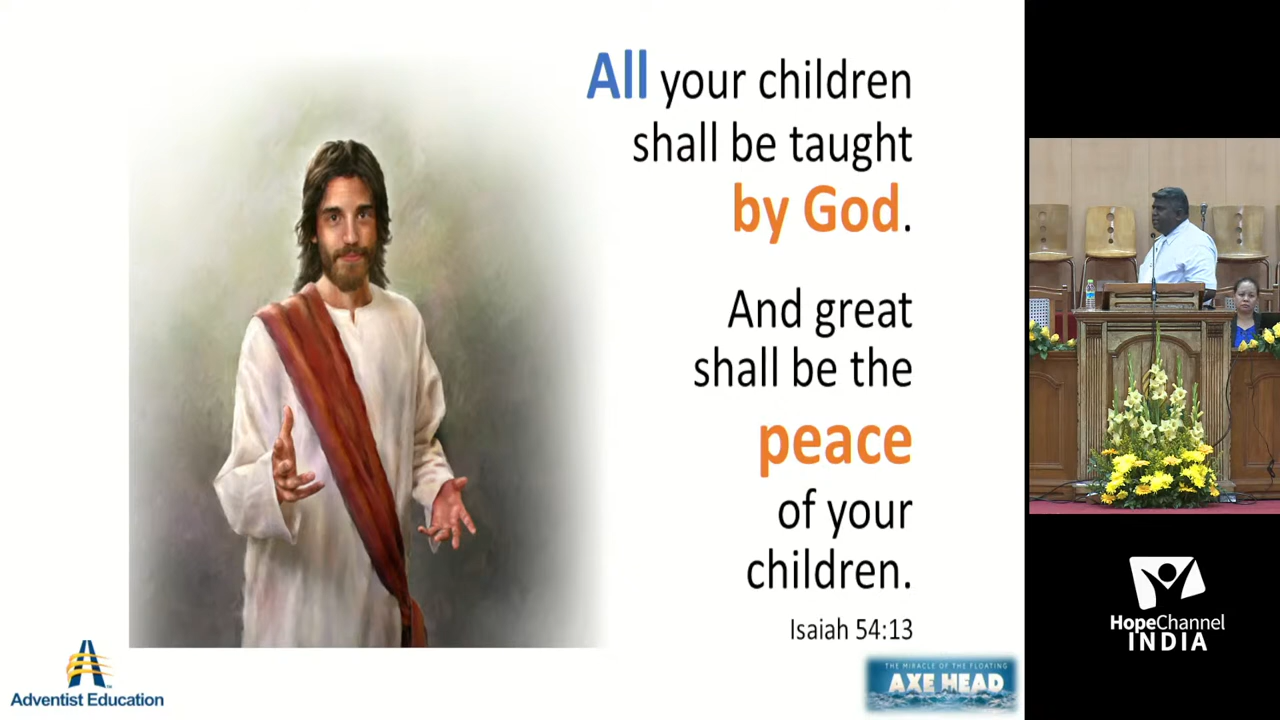 All your children
shall be taught
by God.
And great
shall be the
peace
of your
children.
Isaiah 54:13
Adventist Education
THE MIRACLE OF THE FLOATING
AXE HEAD
HopeChannel
INDIA